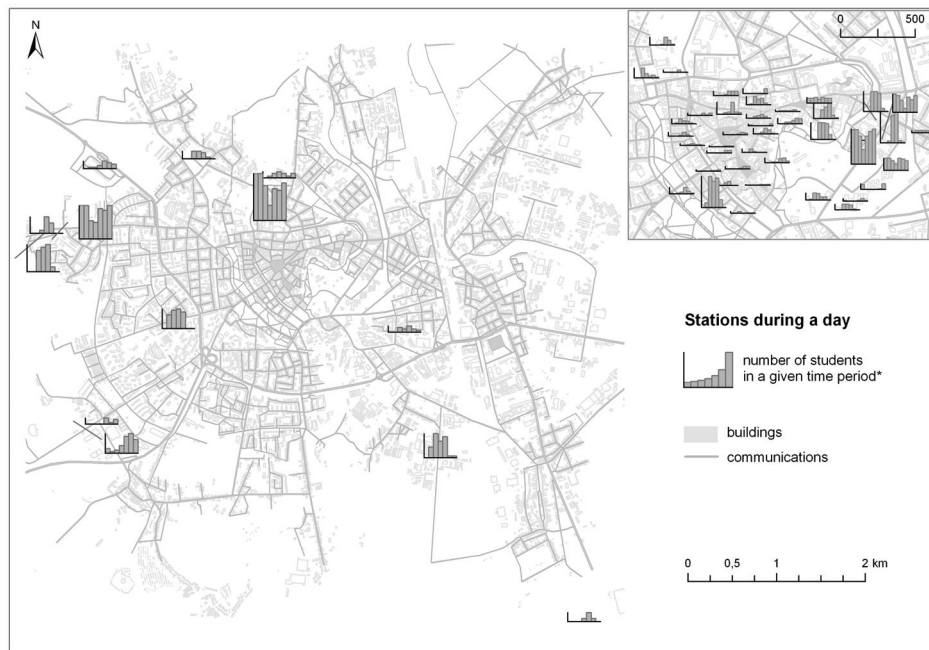 N
0 500
Stations during a day
number of students
in a given time period*
buildings
communications
0 0,5 1 2 km